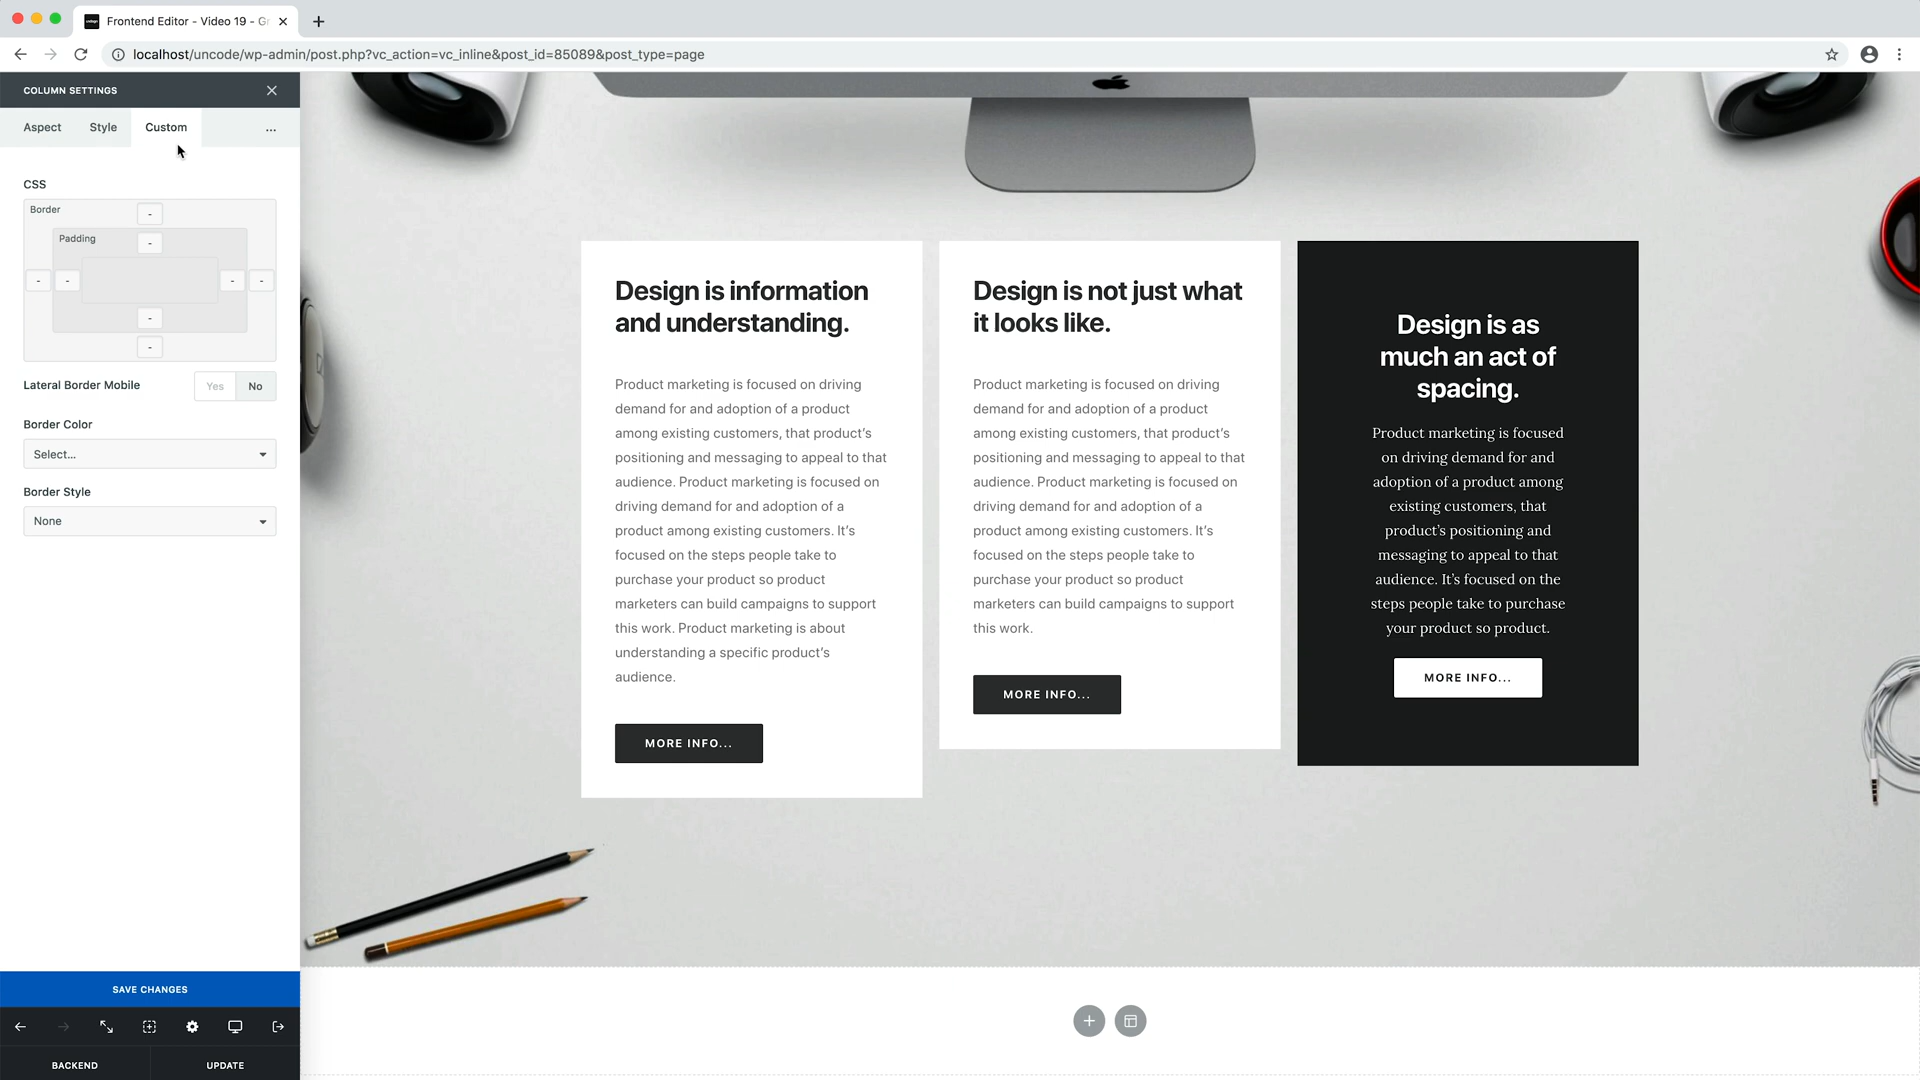 Frontend Editor - Video 19 - Gr
localhost/uncode/wp-admin/post.php?vc_action=vc_inline&post_id=85089&post_type=page
COLUMN SETTINGS
Aspect
Style
Custom
...
CSS
Border
-
Padding
-
-
-
-
-
-
-
Lateral Border Mobile
Yes
No
Border Color
Select...
Border Style
None
SAVE CHANGES
BACKEND
UPDATE
Design is information
and understanding.
Product marketing is focused on driving
demand for and adoption of a product
among existing customers, that product’s
positioning and messaging to appeal to that
audience. Product marketing is focused on
driving demand for and adoption of a
product among existing customers. It’s
focused on the steps people take to
purchase your product so product
marketers can build campaigns to support
this work. Product marketing is about
understanding a specific product’s
audience.
MORE INFO...
Design is not just what
it looks like.
Product marketing is focused on driving
demand for and adoption of a product
among existing customers, that product’s
positioning and messaging to appeal to that
audience. Product marketing is focused on
driving demand for and adoption of a
product among existing customers. It’s
focused on the steps people take to
purchase your product so product
marketers can build campaigns to support
this work.
MORE INFO...
Design is as
much an act of
spacing.
Product marketing is focused
on driving demand for and
adoption of a product among
existing customers, that
product’s positioning and
messaging to appeal to that
audience. It’s focused on the
steps people take to purchase
your product so product.
MORE INFO...